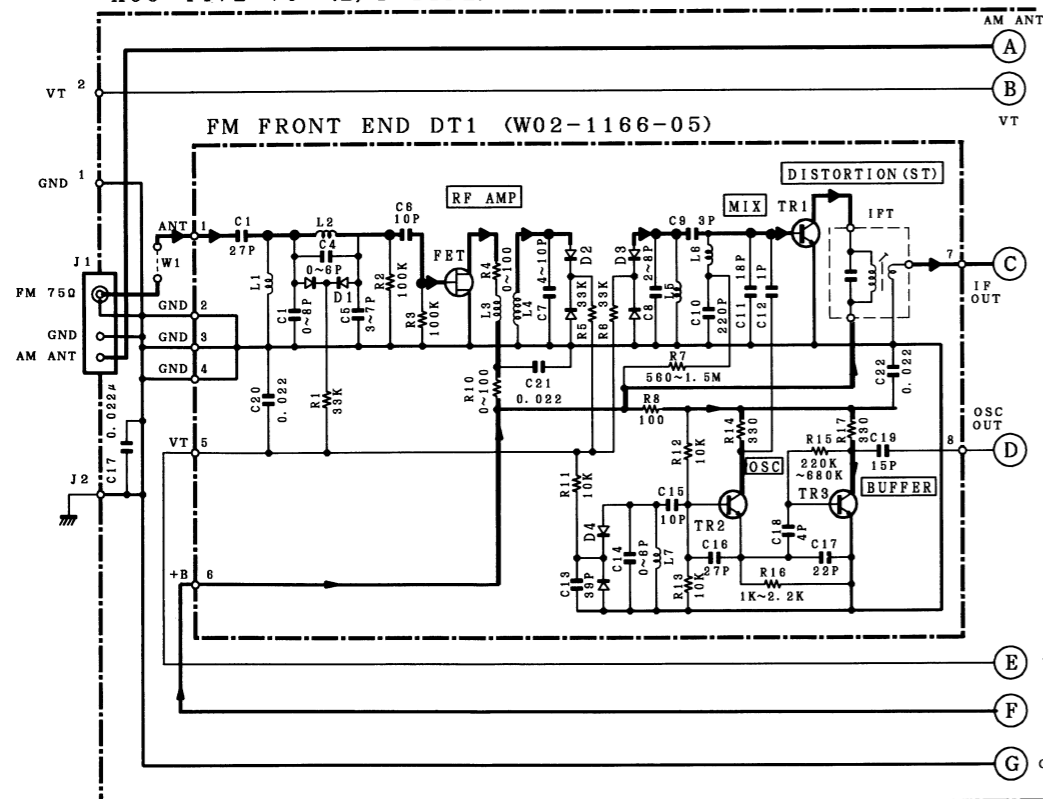 AM ANT
A
VT 2
B
VT
FM FRONT END DT1 (W02-1166-05)
GND 1
DISTORTION(ST)
RF AMP
MIX
TR1
IFT
ANT 1
C1
27P
L2
C4
0~6P
C6
10P
FET
R4
0~100
L3
L4
C7
4~10P
D2
D3
C8
2~8P
L5
C9 3P
L6
C10
220P
C11
18P
C12
1P
7
C
IF
OUT
J1
W1
FM 75Ω
GND
AM ANT
GND 2
GND 3
GND 4
L1
C1
0~8P
D1
C5
3~7P
R2
100K
R3
100K
R5
33K
R6
33K
R7
560~1.5M
C22
0.022
C20
0.022
R1
33K
R10
0~100
C21
0.022
R8
100
C17
0.022μ
VT 5
R12
10K
R14
330
R15
220K
~680K
R17
330
C19
15P
8
OSC
OUT
D
OSC
BUFFER
TR3
J2
R11
10K
D4
C15
10P
TR2
C18
4P
C14
0~8P
L7
C16
27P
C17
22P
C13
39P
R13
10K
R16
1K~2.2K
+B 6
E
F
G